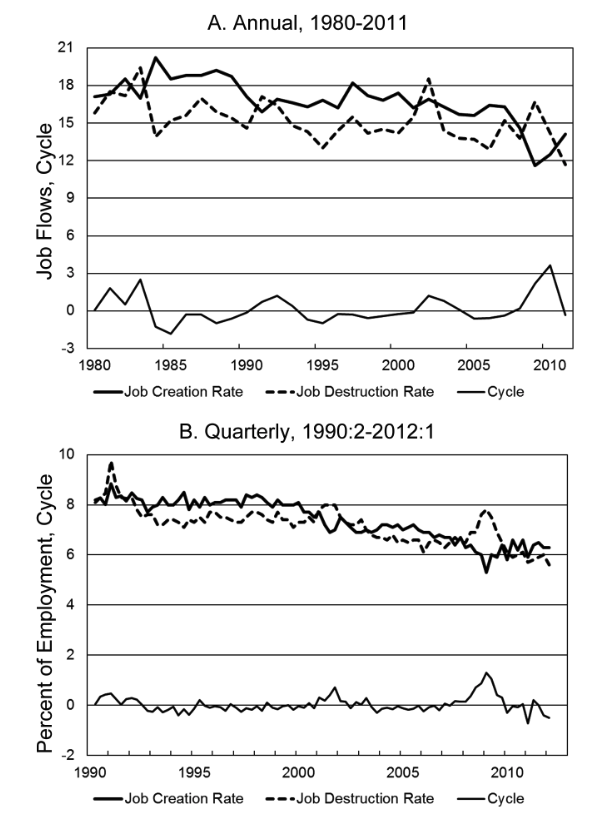 A. Annual, 1980-2011
Job Flows, Cycle
21
18
15
12
9
6
3
0
-3
1980 1985 1990 1995 2000 2005 2010
Job Creation Rate Job Destruction Rate Cycle
B. Quarterly, 1990:2-2012:1
Percent of Employment, Cycle
10
8
6
4
2
0
-2
1990 1995 2000 2005 2010
Job Creation Rate Job Destruction Rate Cycle